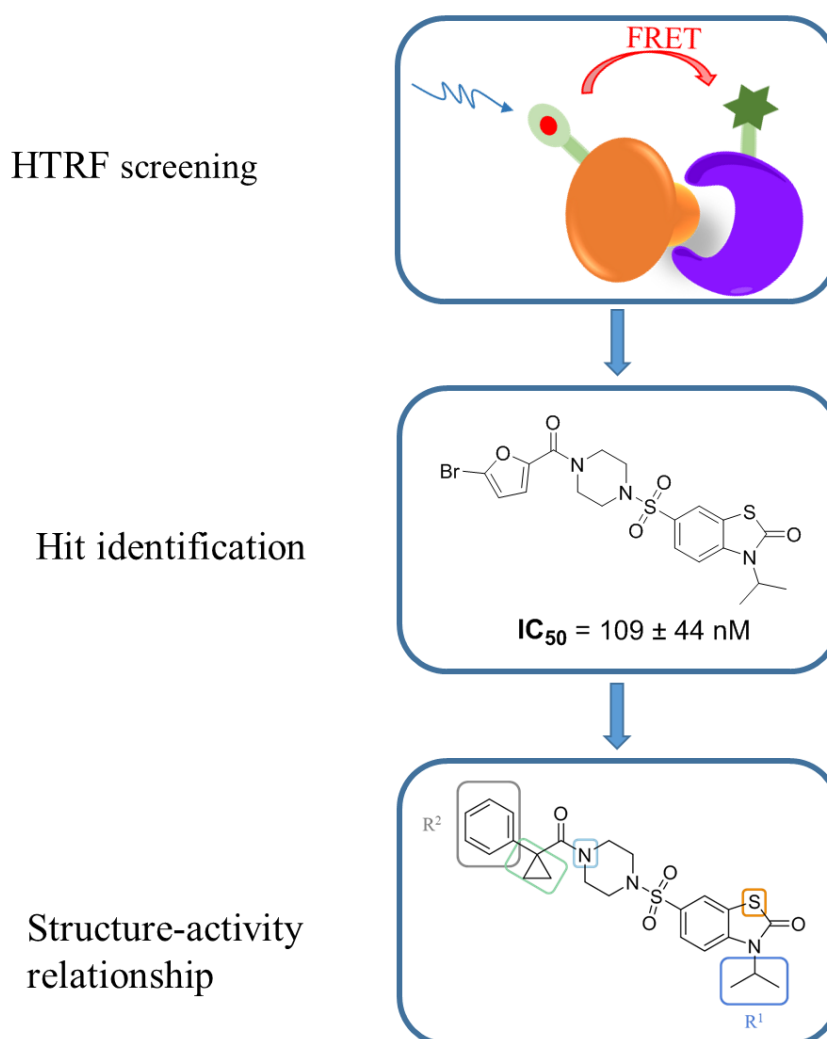 FRET
HTRF screening
O
O
Br
N
N
O
S
O
S
O
N
Hit identification
IC50 = 109 ± 44 nM
R2
O
N
N
O
S
O
S
O
N
R1
Structure-activity
relationship